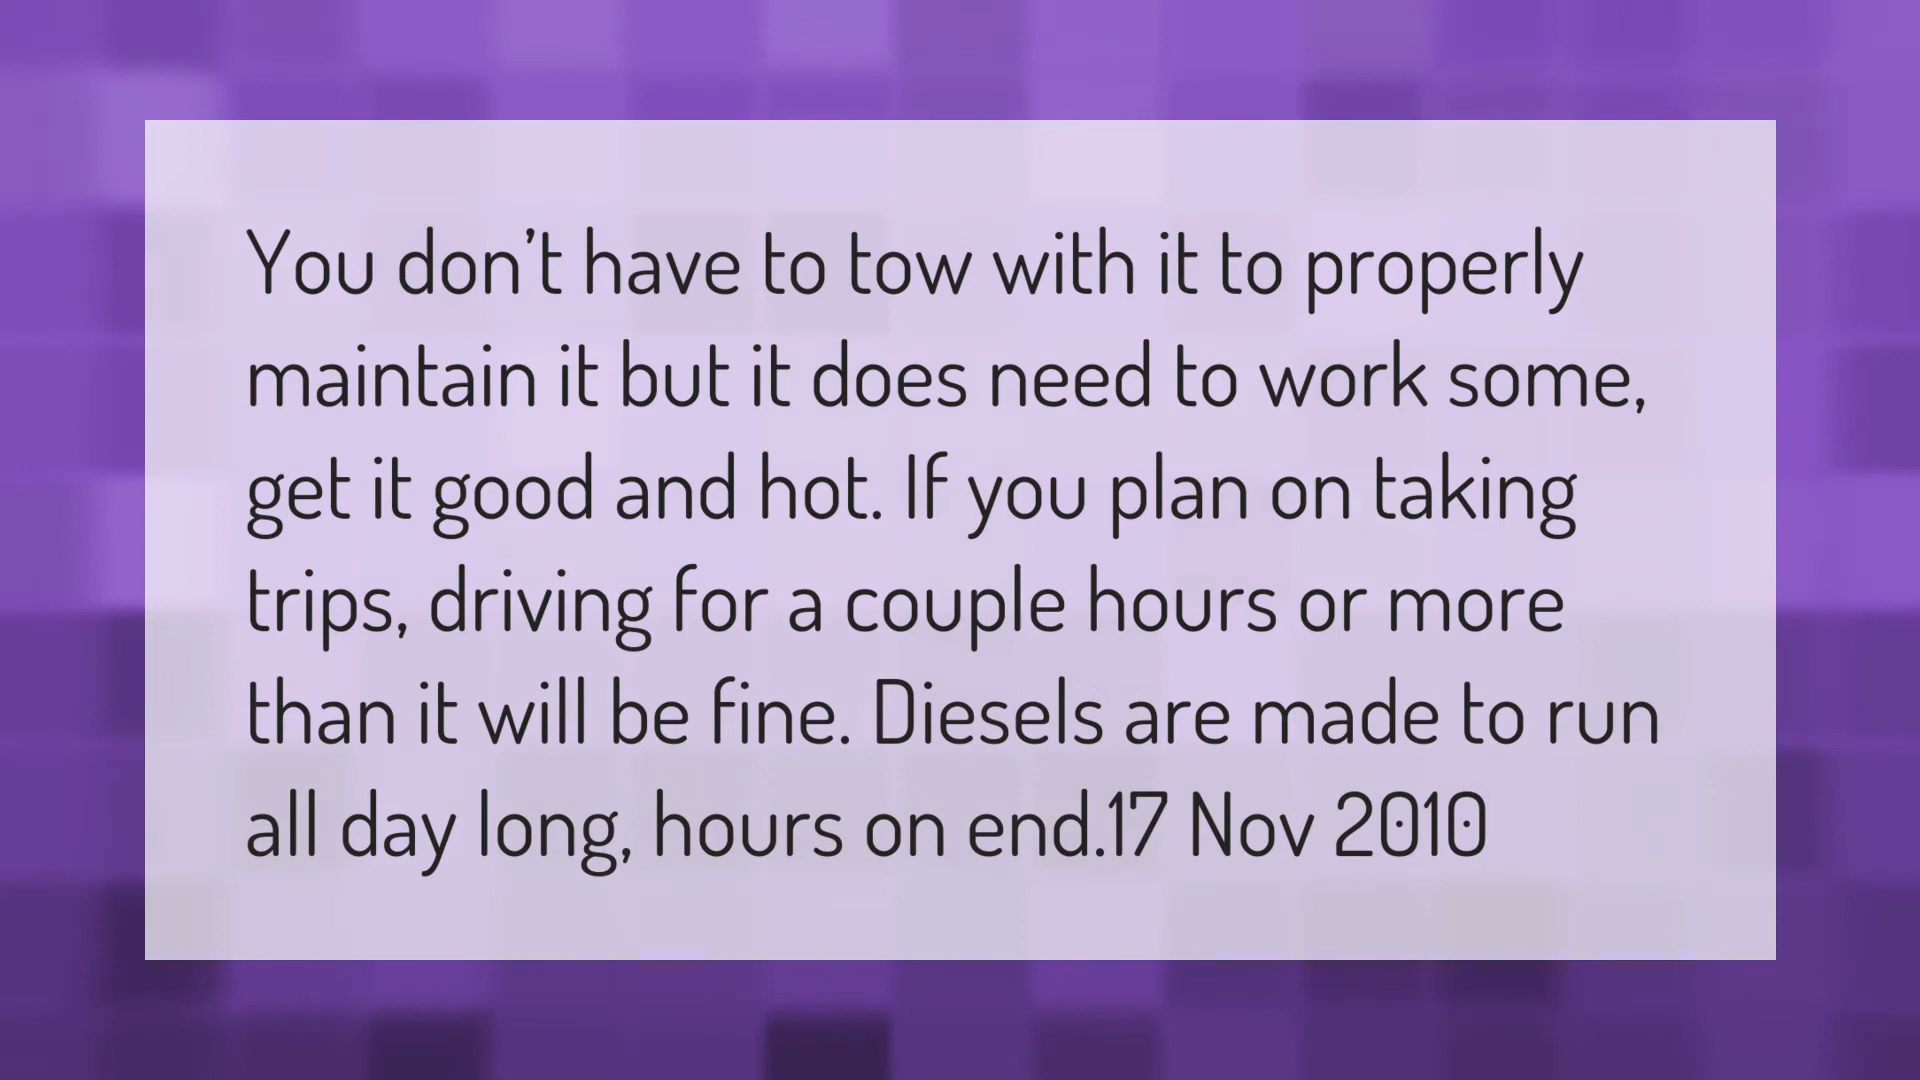 You don't have to tow with it to properly
maintain it but it does need to work some,
get it good and hot. If you plan on taking
trips, driving for a couple hours or more
than it will be fine. Diesels are made to run
all day long, hours on end.17 Nov 2010